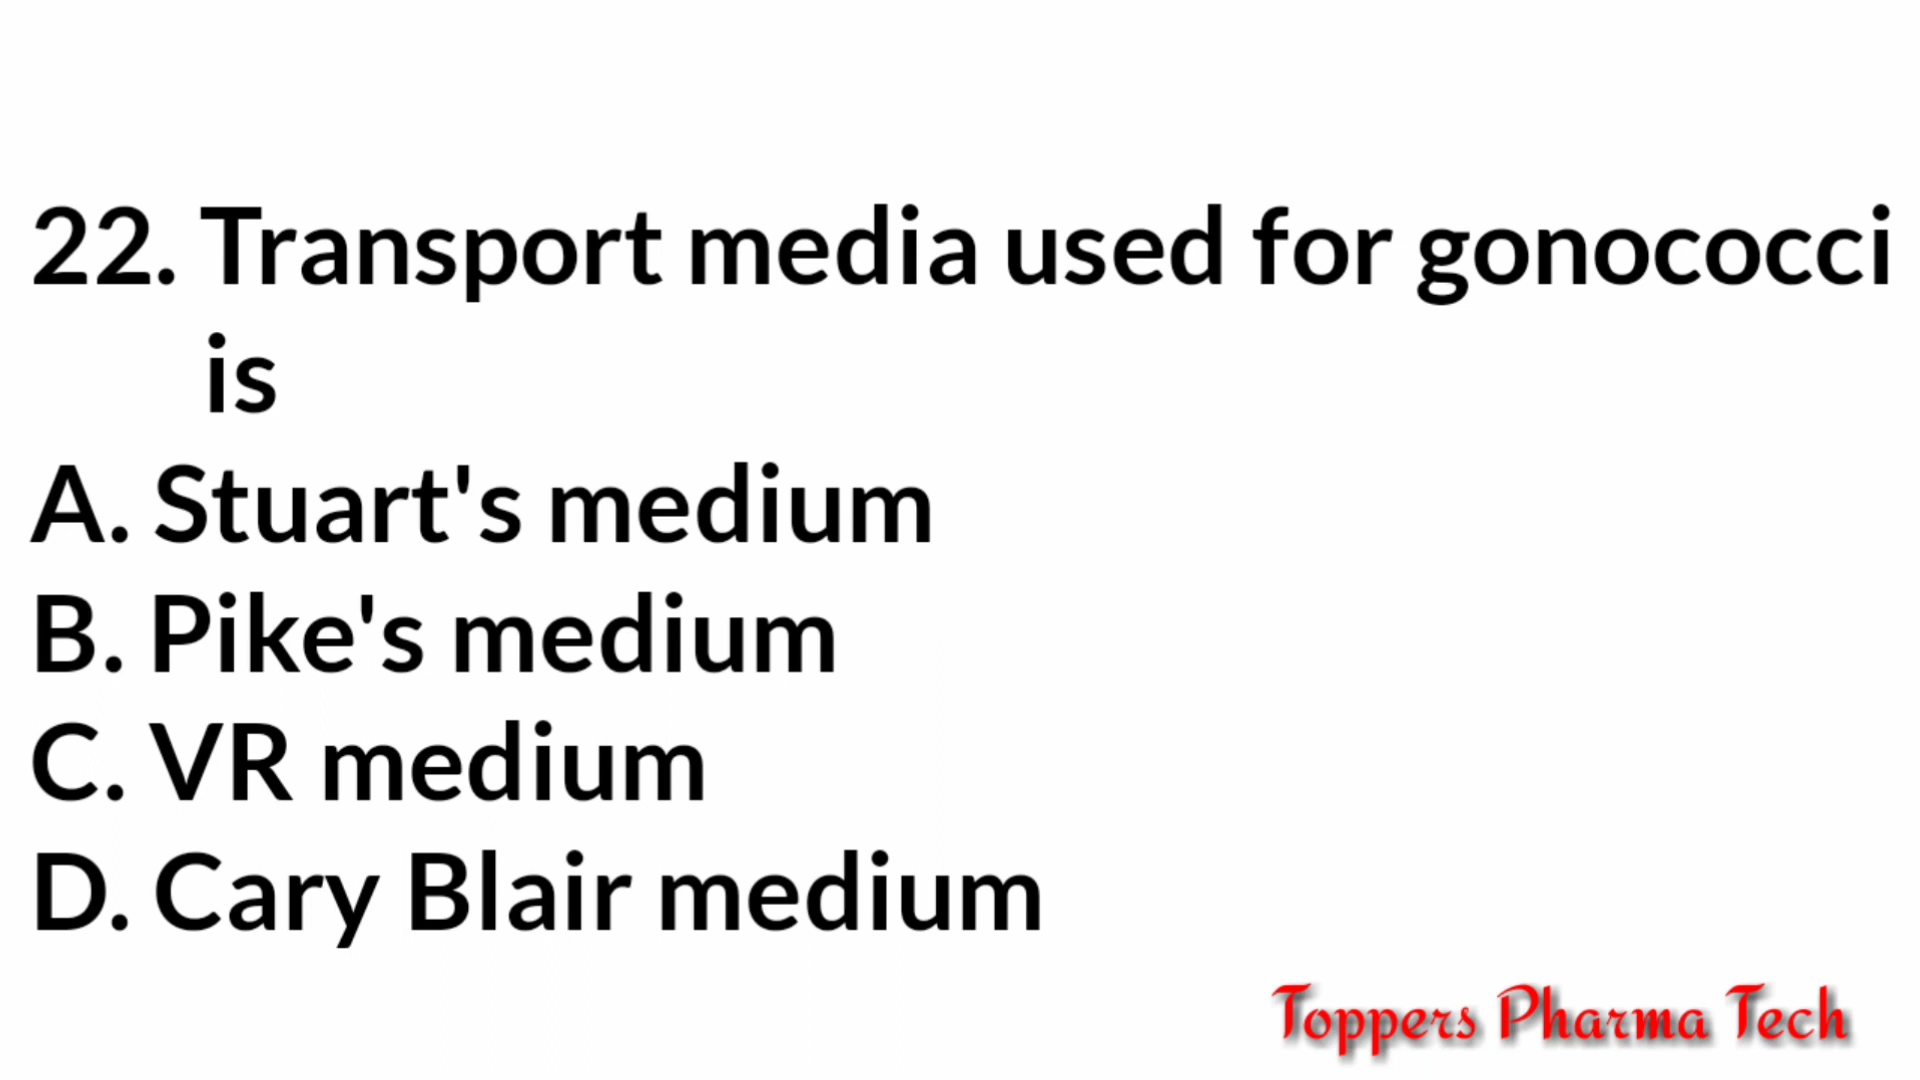 22. Transport media used for gonococci
is
A. Stuart's medium
B. Pike's medium
C. VR medium
D. Cary Blair medium
Toppers Pharma Tech